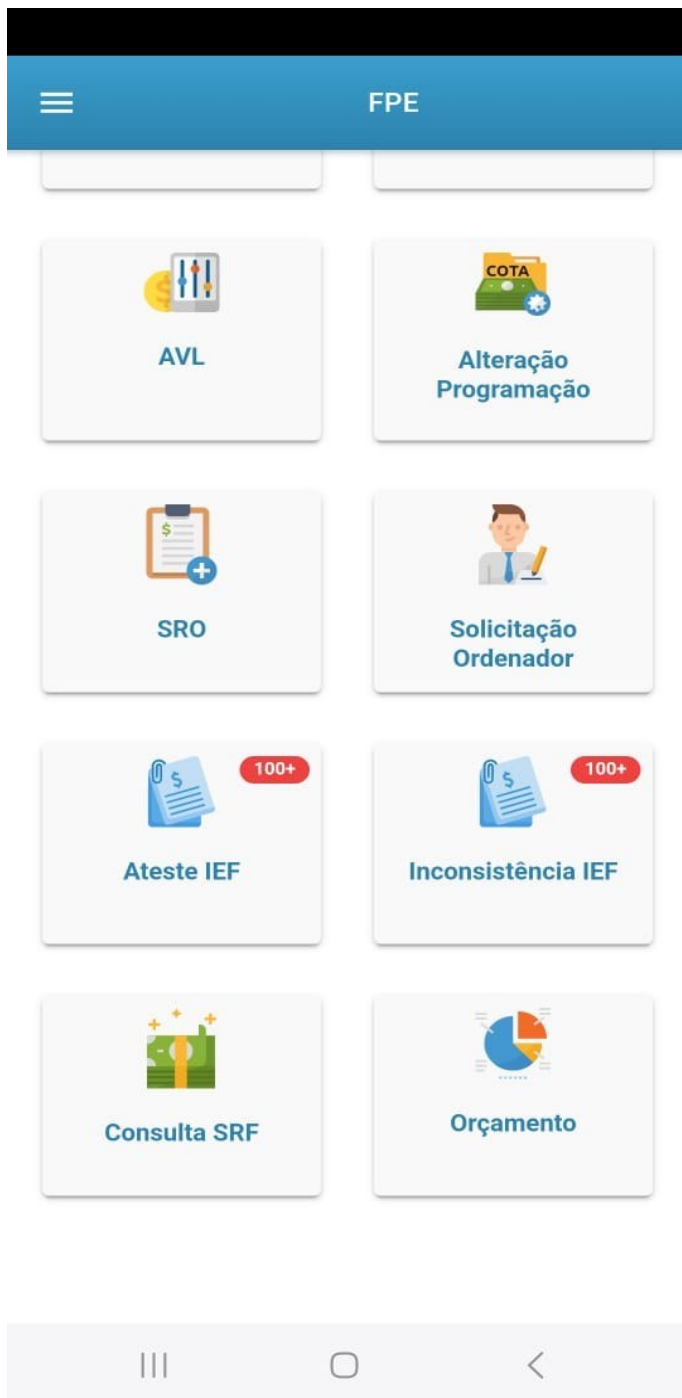 FPE
AVL
COTA
Alteração
Programação
$
SRO
Solicitação
Ordenador
$
100+
Ateste IEF
$
100+
Inconsistência IEF
Consulta SRF
Orçamento